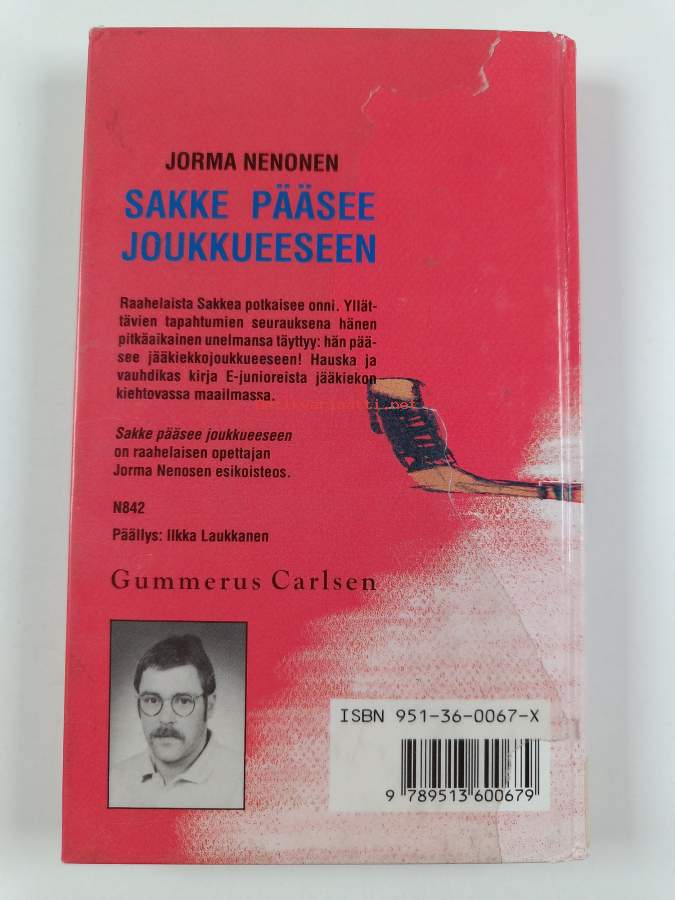 JORMA NENONEN
SAKKE PÄÄSEE
JOUKKUEESEEN
Raahelaista Sakkea potkaisee onni. Yllät-
tävien tapahtumien seurauksena hänen
pitkäaikainen unelmansa täyttyy: hän pää-
see jääkiekkojoukkueeseen! Hauska ja
vauhdikas kirja E-junioreista jääkiekon
kiehtovassa maailmassa.
antikvariaatti.net
Sakke pääsee joukkueeseen
on raahelaisen opettajan
Jorma Nenosen esikoisteos.
N842
Päällys: Ilkka Laukkanen
Gummerus Carlsen
ISBN 951-36-0067-X
9 789513 600679